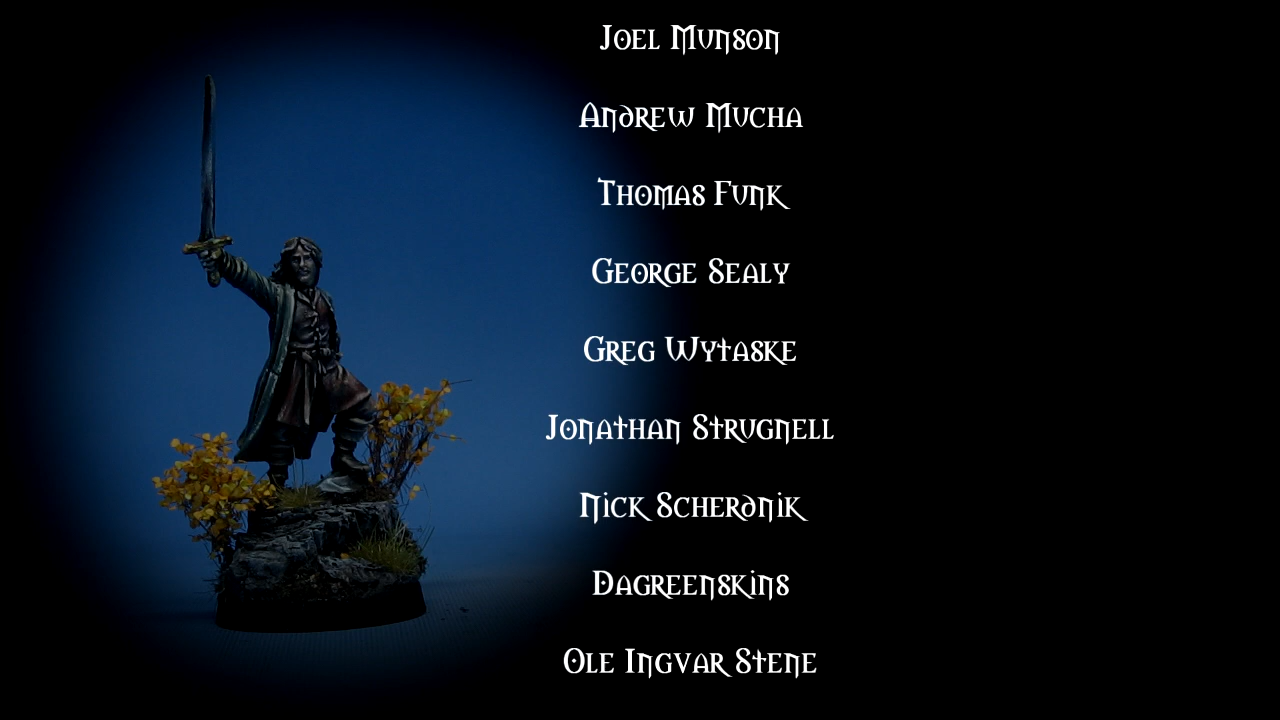 Joel Munson
Andrew Mucha
Thomas Funk
George Sealy
Greg Wytaske
Jonathan Strugnell
Nick Scherdnik
Dagreenskins
Ole Ingvar Stene